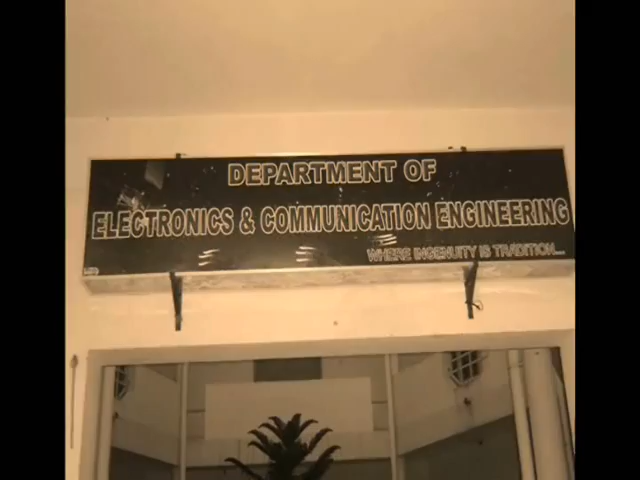 DEPARTMENT OF
ELECTRONICS & COMMUNICATION ENGINEERING
WHERE INGENUITY IS TRADITION...